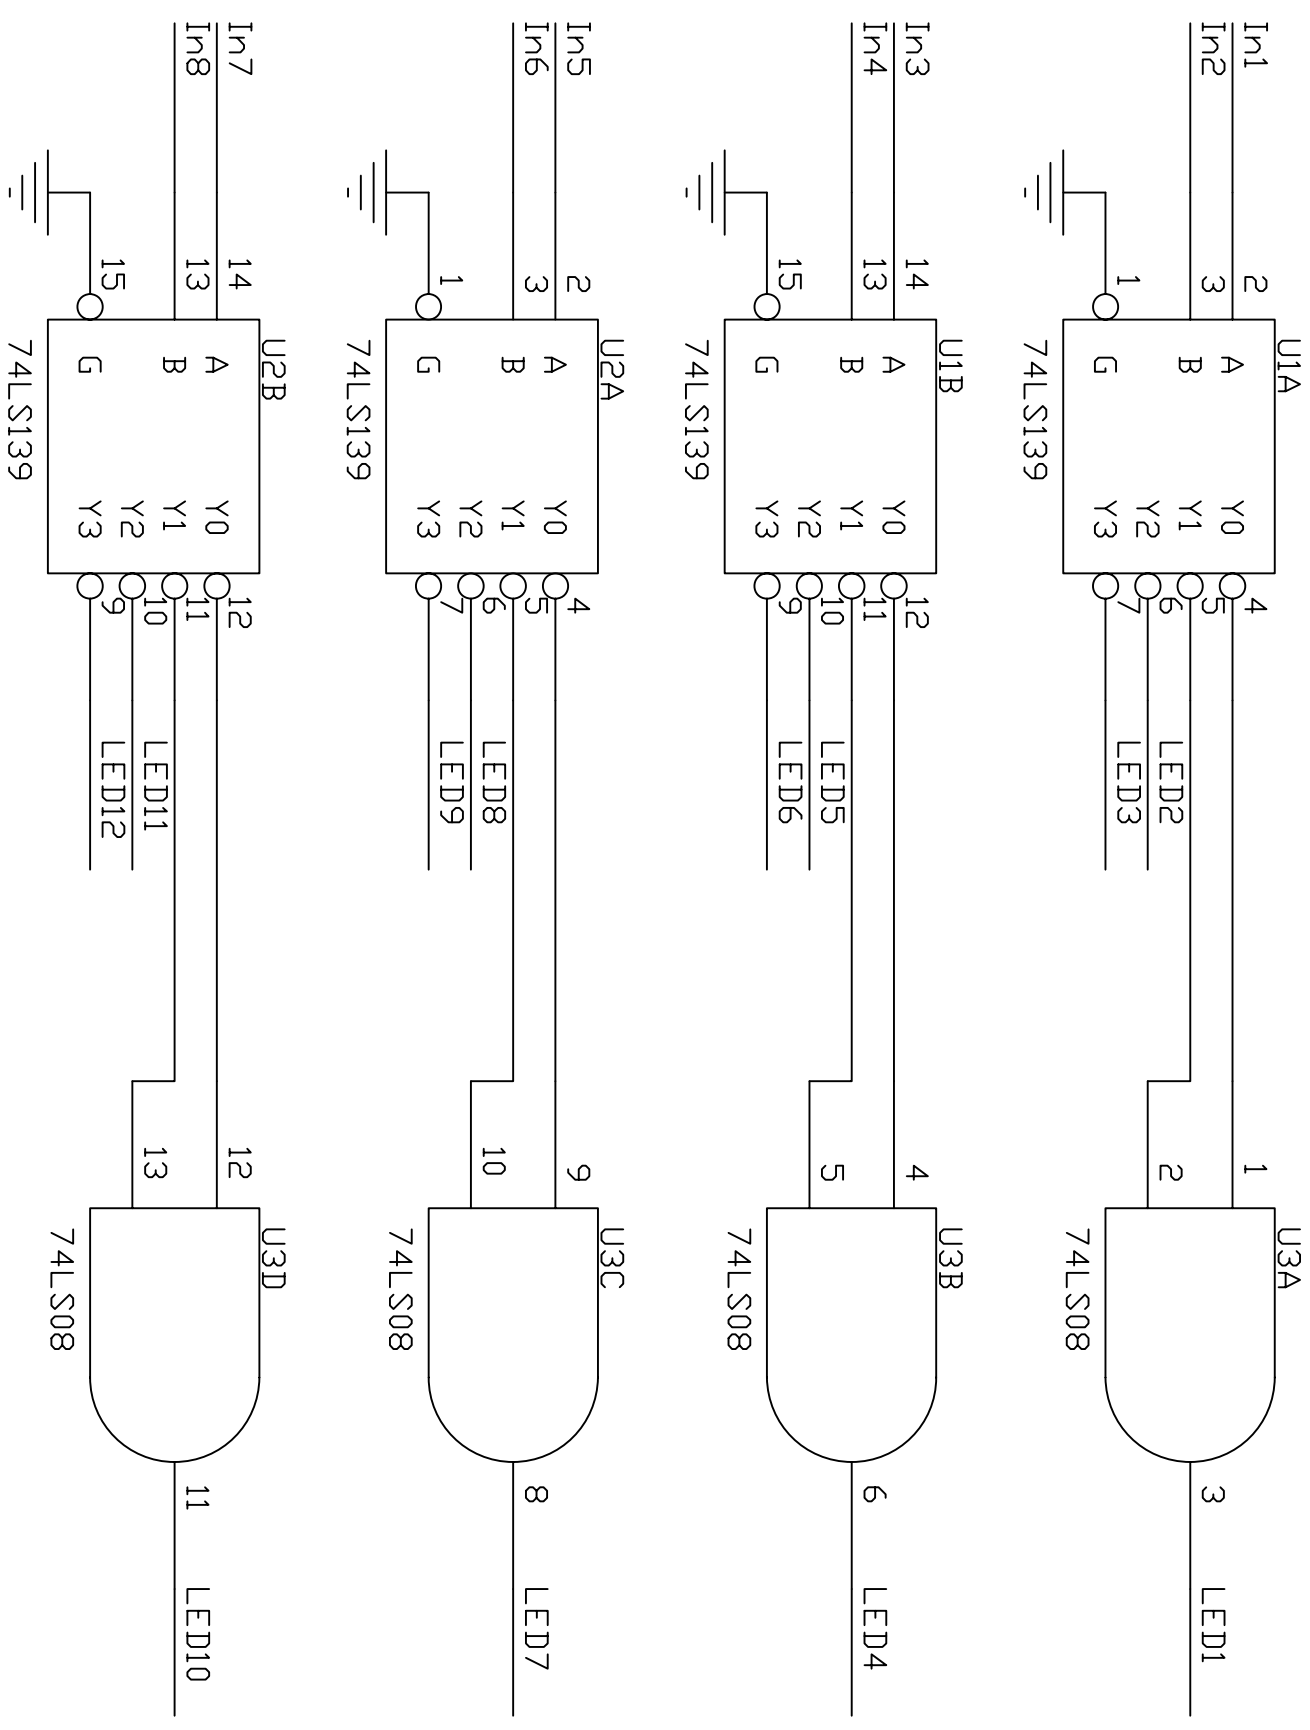 U1A
In1
2
A
Y0
4
In2
3
B
Y1
5
Y2
6
LED2
1
G
Y3
7
LED3
74LS139
U3A
1
2
3
LED1
74LS08
U1B
In3
14
A
Y0
12
In4
13
B
Y1
11
Y2
10
LED5
15
G
Y3
9
LED6
74LS139
U3B
4
5
6
LED4
74LS08
U2A
In5
2
A
Y0
4
In6
3
B
Y1
5
Y2
6
LED8
1
G
Y3
7
LED9
74LS139
U3C
9
10
8
LED7
74LS08
U2B
In7
14
A
Y0
12
In8
13
B
Y1
11
Y2
10
LED11
15
G
Y3
9
LED12
74LS139
U3D
12
13
11
LED10
74LS08